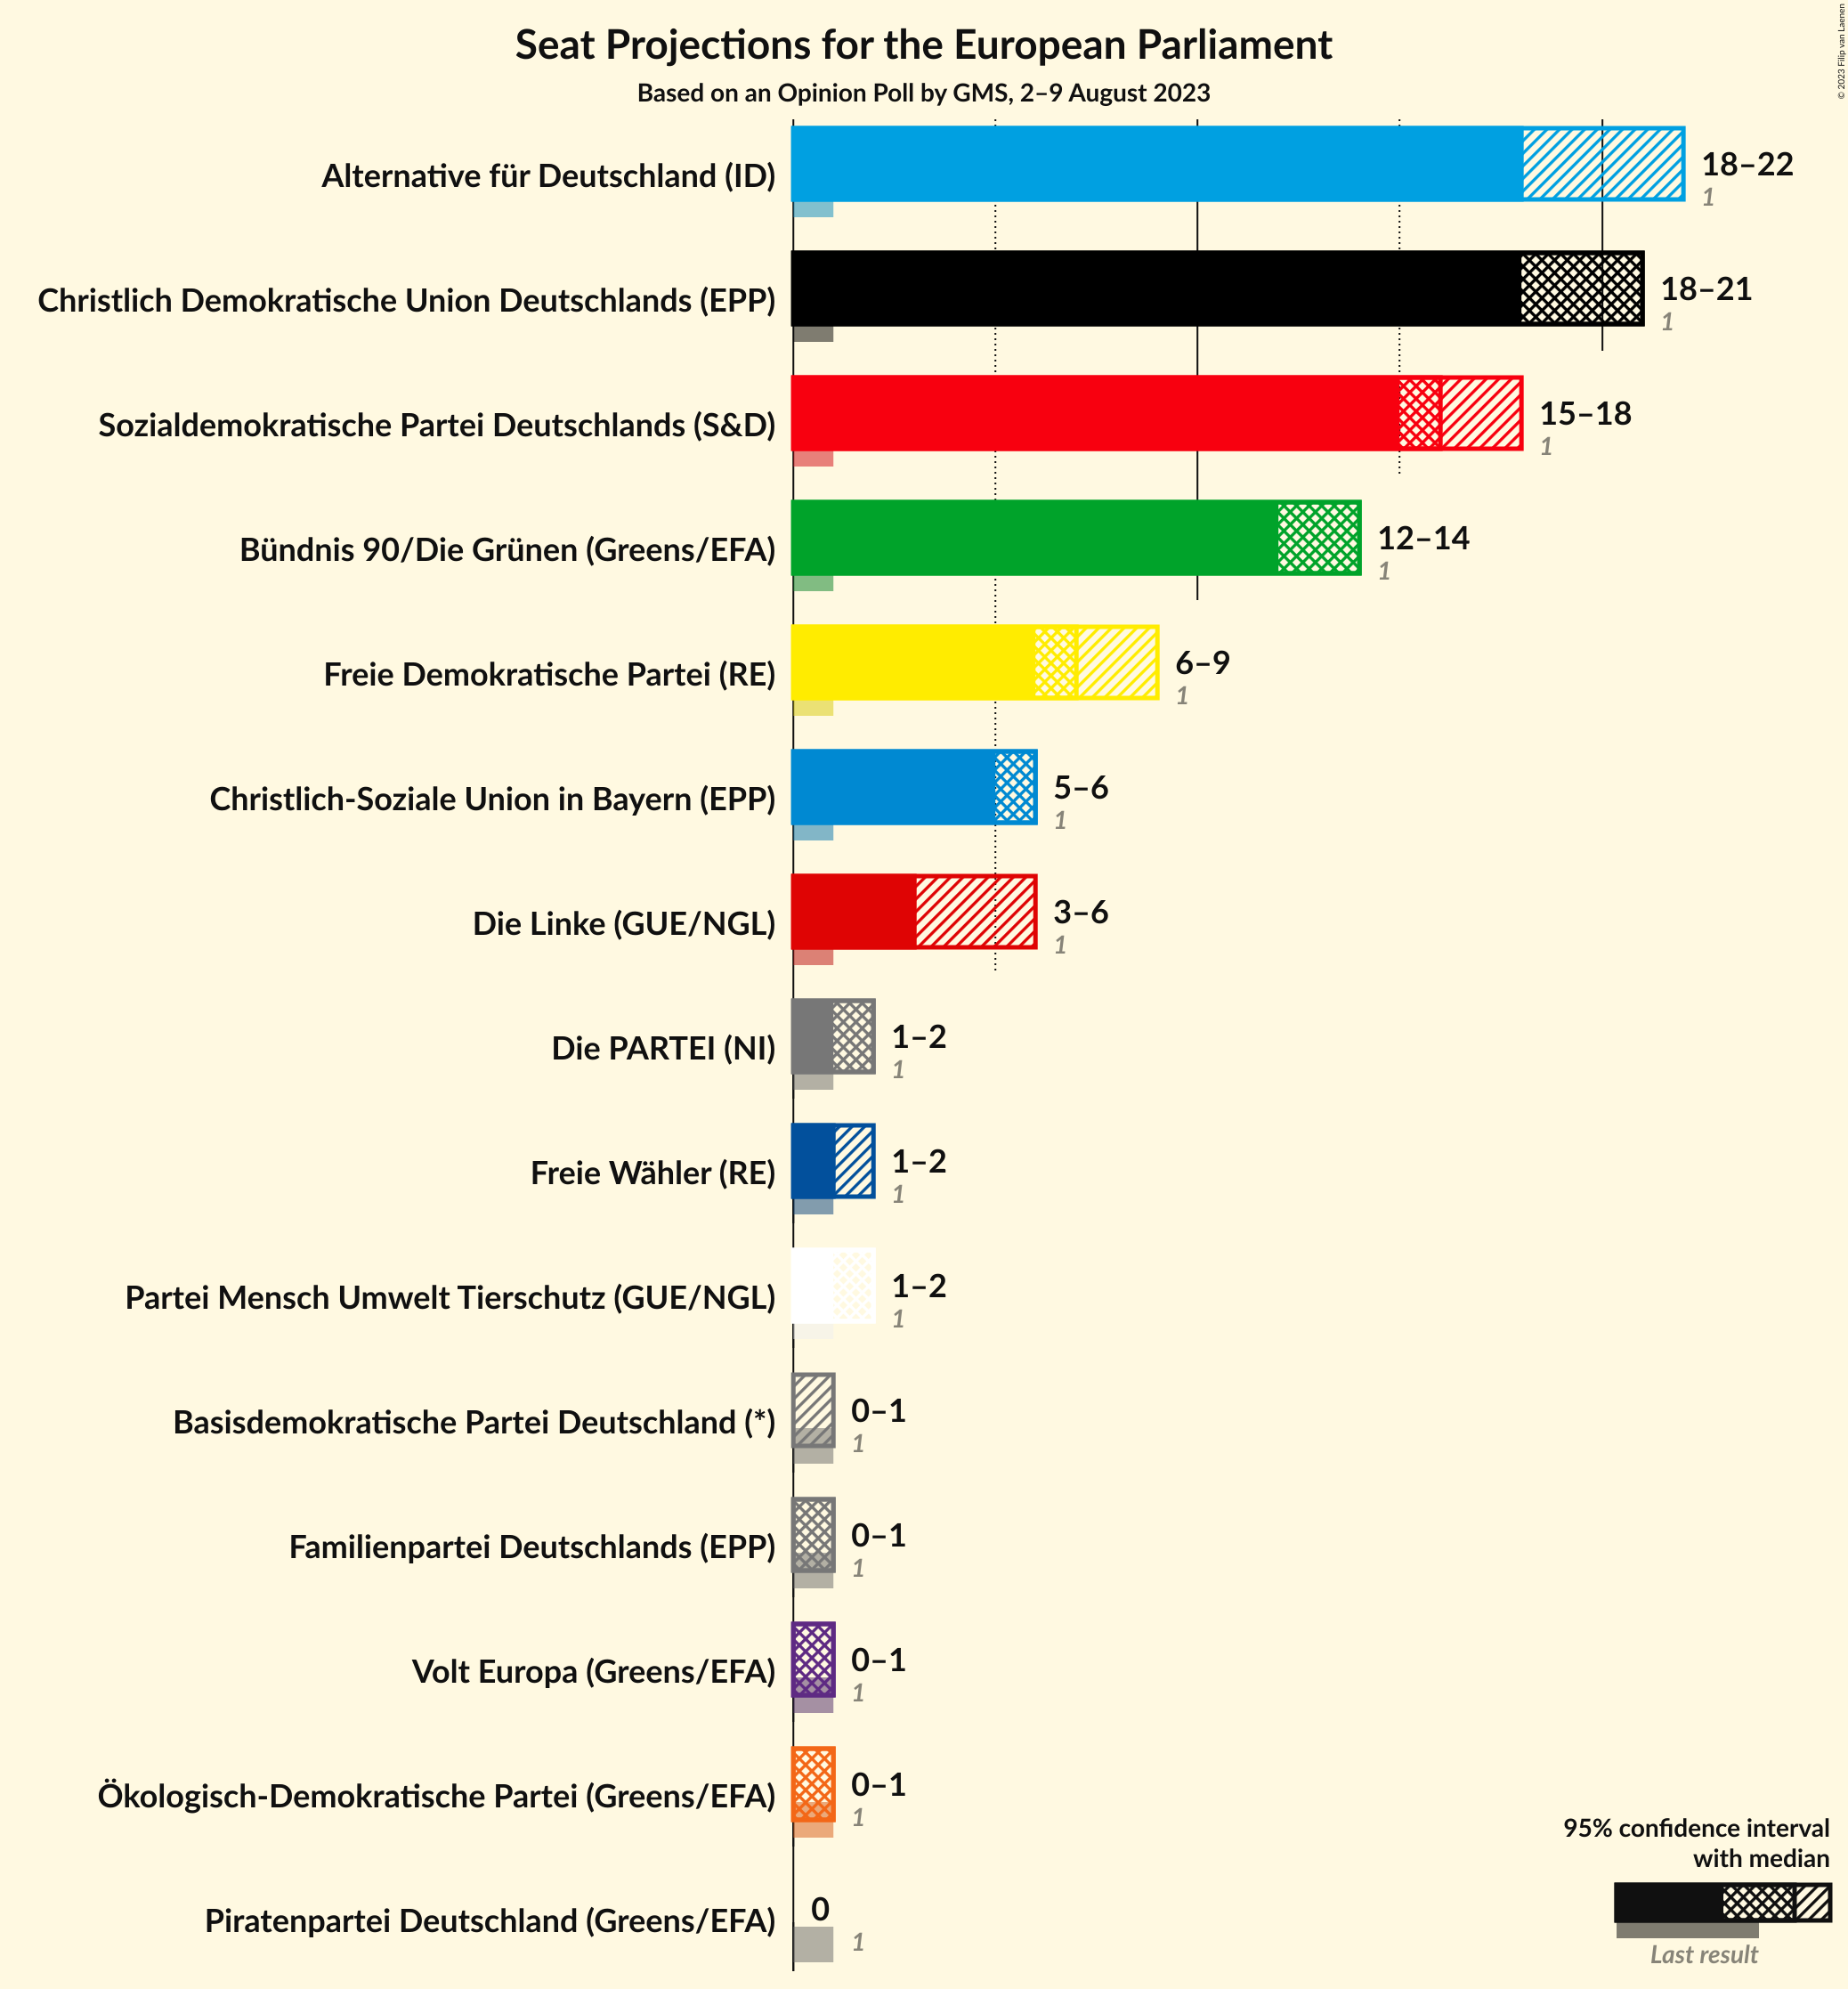 Seat Projections for the European Parliament
Based on an Opinion Poll by GMS, 2–9 August 2023
© 2023 Filip van Laenen
Alternative für Deutschland (ID)
18–22
1
Christlich Demokratische Union Deutschlands (EPP)
18–21
1
Sozialdemokratische Partei Deutschlands (S&D)
15–18
1
Bündnis 90/Die Grünen (Greens/EFA)
12–14
1
Freie Demokratische Partei (RE)
6–9
1
Christlich-Soziale Union in Bayern (EPP)
5–6
1
Die Linke (GUE/NGL)
3–6
1
Die PARTEI (NI)
1–2
1
Freie Wähler (RE)
1–2
1
Partei Mensch Umwelt Tierschutz (GUE/NGL)
1–2
1
Basisdemokratische Partei Deutschland (*)
0–1
1
Familienpartei Deutschlands (EPP)
0–1
1
Volt Europa (Greens/EFA)
0–1
1
Ökologisch-Demokratische Partei (Greens/EFA)
0–1
1
Piratenpartei Deutschland (Greens/EFA)
0
1
95% confidence interval
with median
Last result